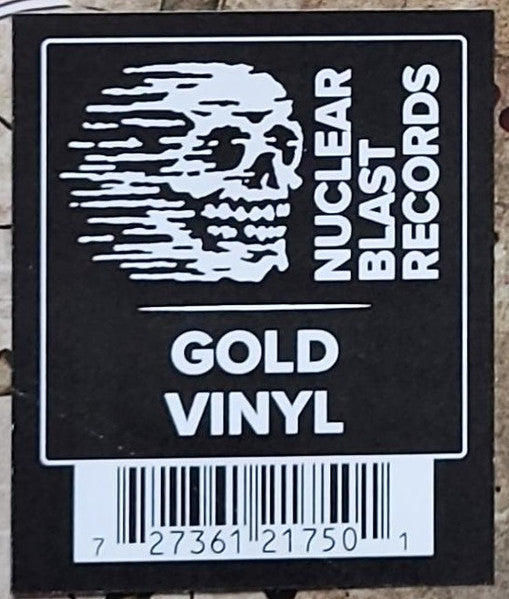 NUCLEAR
BLAST
RECORDS
GOLD
VINYL
7 27361 21750 1